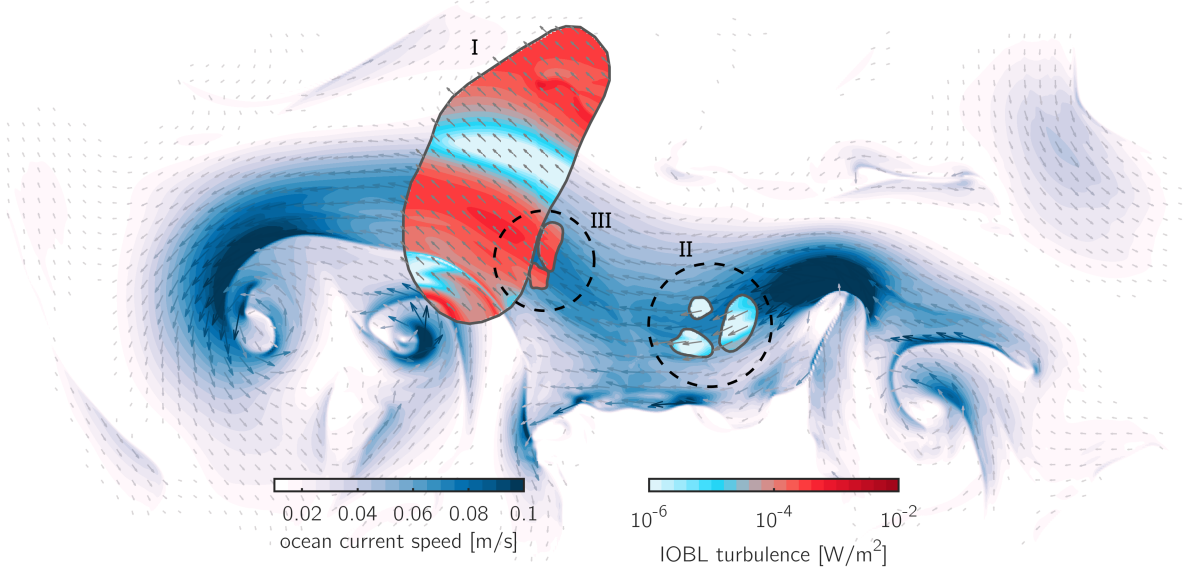 I
III
II
0.02 0.04 0.06 0.08 0.1
ocean current speed [m/s]
10-6 10-4 10-2
IOBL turbulence [W/m2]